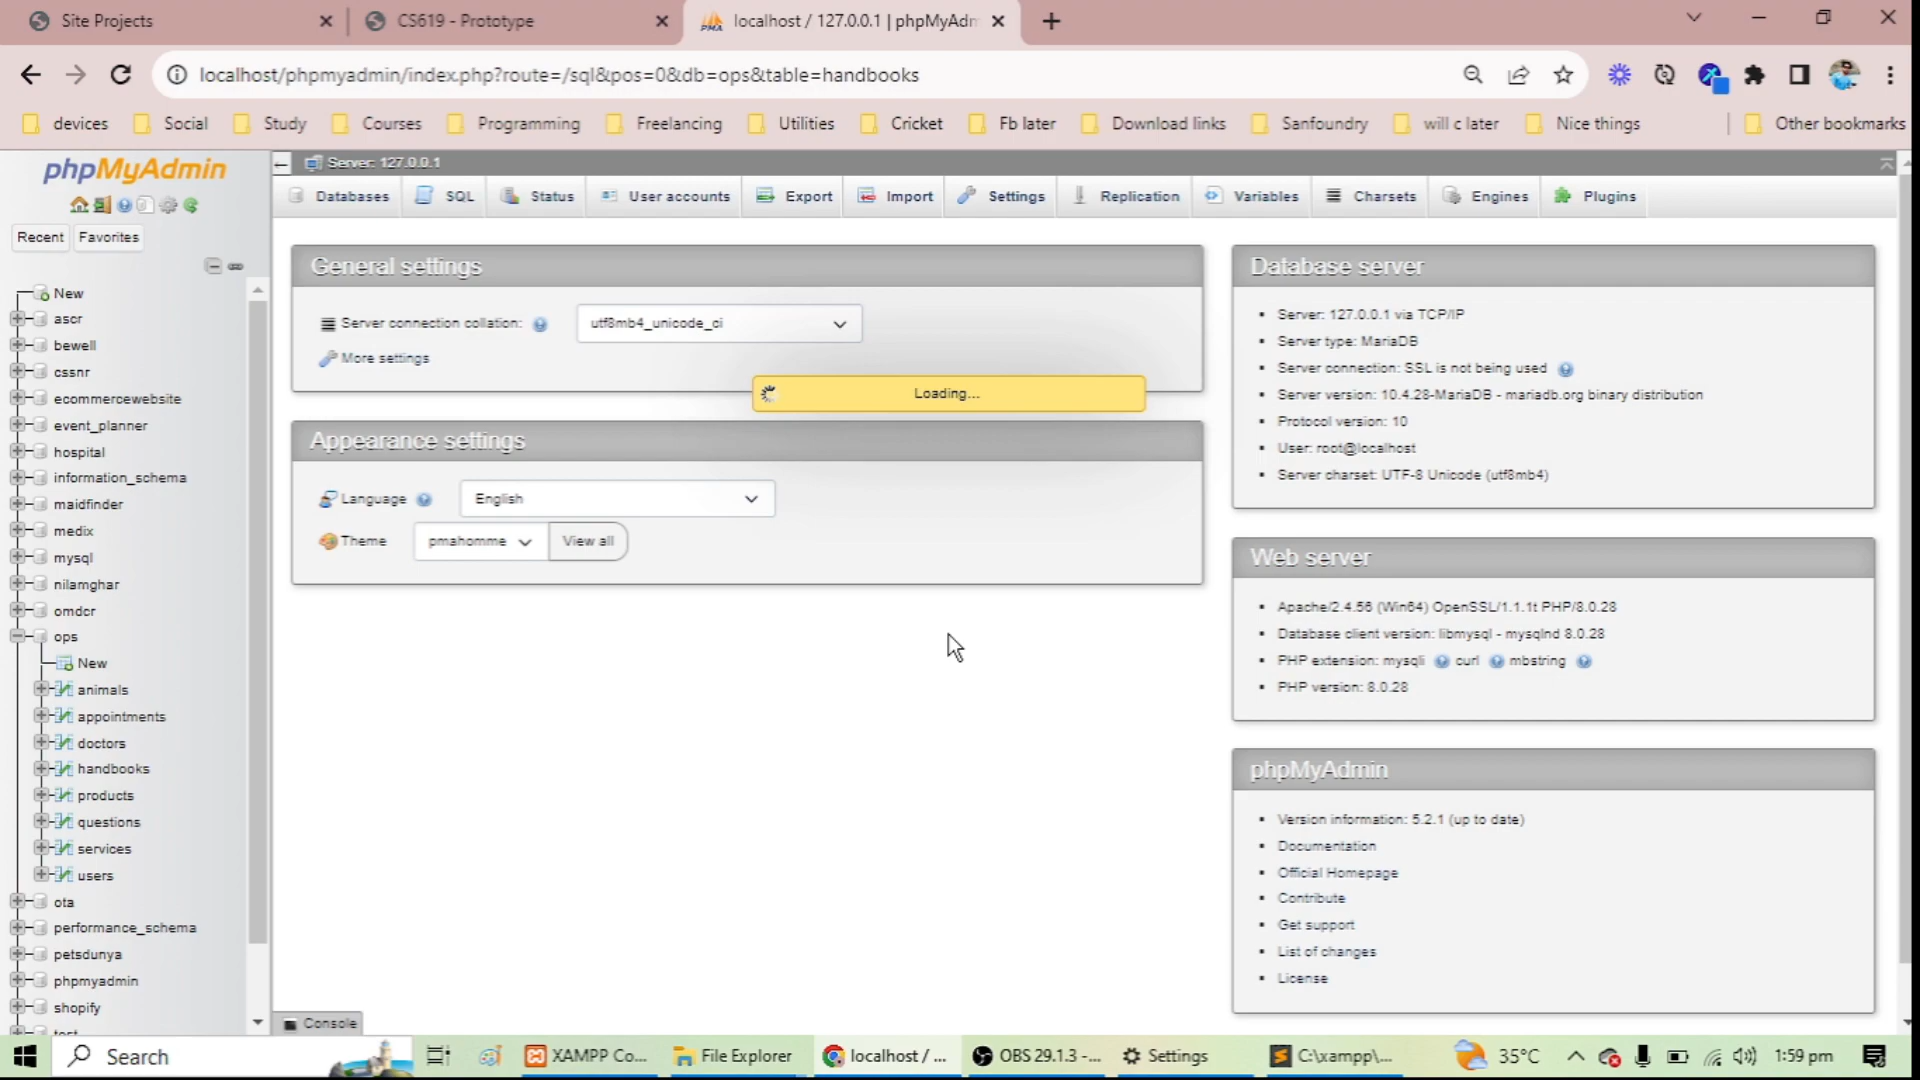 Site Projects
CS619 - Prototype
localhost / 127.0.0.1 | phpMyAdm
localhost/phpmyadmin/index.php?route=/sql&pos=0&db=ops&table=handbooks
devices Social Study Courses Programming Freelancing Utilities Cricket Fb later Download links Sanfoundry will c later Nice things Other bookmarks
phpMyAdmin
Recent Favorites
New
ascr
bewell
cssnr
ecommercewebsite
event_planner
hospital
information_schema
maidfinder
medix
mysql
nilamghar
omdcr
ops
New
animals
appointments
doctors
handbooks
products
questions
services
users
ota
performance_schema
petsdunya
phpmyadmin
shopify
test
Server: 127.0.0.1
Databases SQL Status User accounts Export Import Settings Replication Variables Charsets Engines Plugins
General settings
Server connection collation: utf8mb4_unicode_ci
More settings
Loading...
Appearance settings
Language English
Theme pmahomme View all
Database server
Server: 127.0.0.1 via TCP/IP
Server type: MariaDB
Server connection: SSL is not being used
Server version: 10.4.28-MariaDB - mariadb.org binary distribution
Protocol version: 10
User: root@localhost
Server charset: UTF-8 Unicode (utf8mb4)
Web server
Apache/2.4.56 (Win64) OpenSSL/1.1.1t PHP/8.0.28
Database client version: libmysql - mysqlnd 8.0.28
PHP extension: mysqli curl mbstring
PHP version: 8.0.28
phpMyAdmin
Version information: 5.2.1 (up to date)
Documentation
Official Homepage
Contribute
Get support
List of changes
License
Console
Search
XAMPP Co...
File Explorer
localhost / ...
OBS 29.1.3 -...
Settings
C:\xampp\...
35°C
1:59 pm